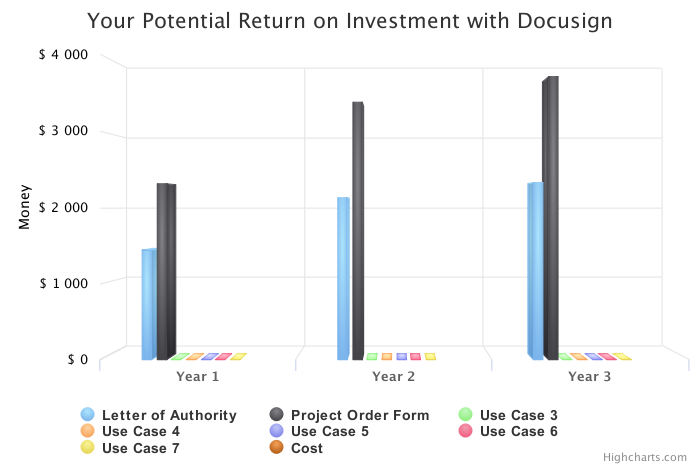 Your Potential Return on Investment with Docusign
$ 4 000
$ 3 000
$ 2 000
$ 1 000
$ 0
Money
Year 1 Year 2 Year 3
Letter of Authority Project Order Form Use Case 3
Use Case 4 Use Case 5 Use Case 6
Use Case 7 Cost
Highcharts.com